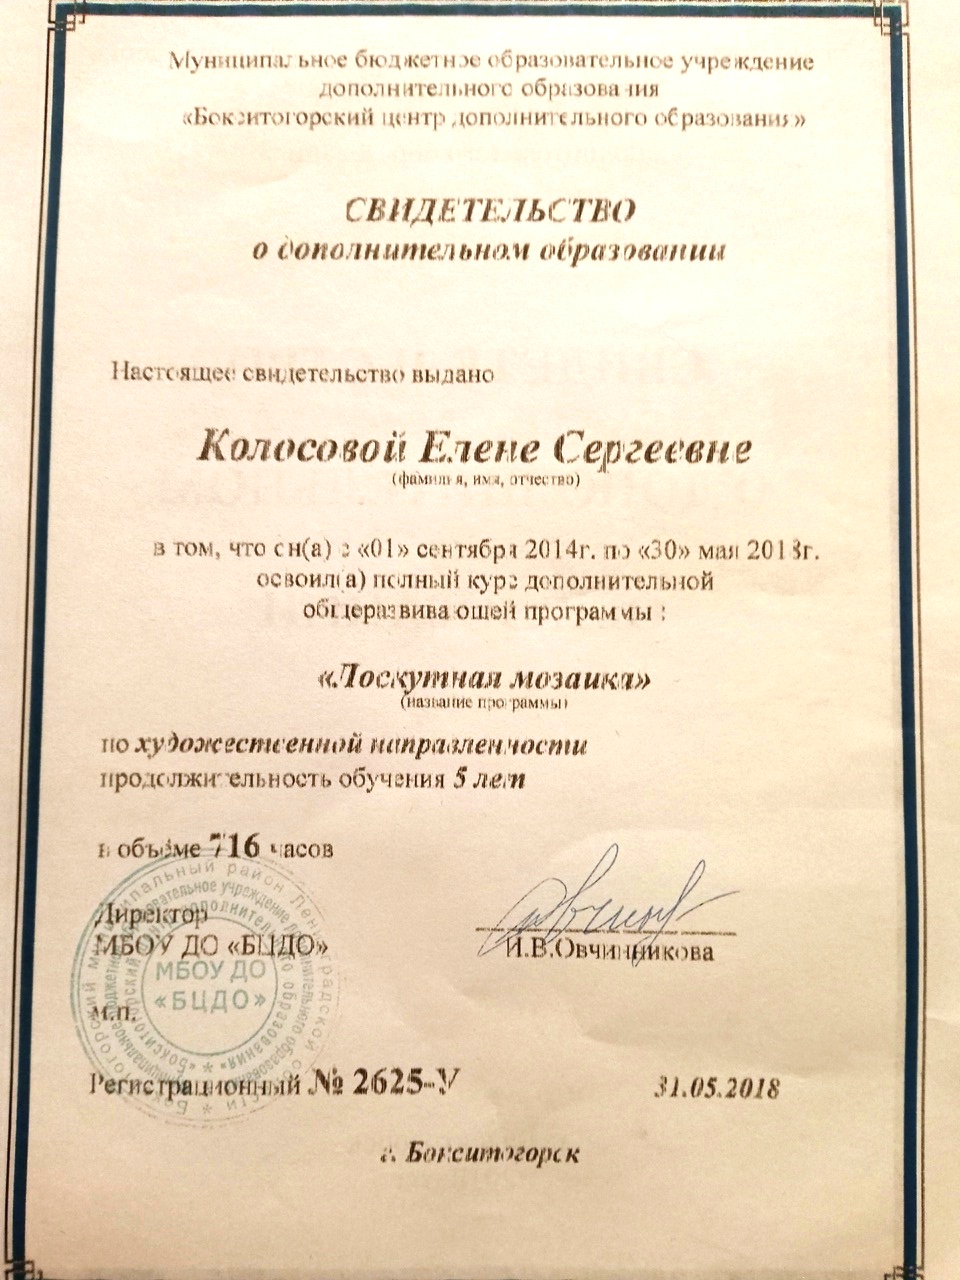 Муниципальное бюджетное образовательное учреждение
дополнительного образования
«Бокситогорский центр дополнительного образования»
СВИДЕТЕЛЬСТВО
о дополнительном образовании
Настоящее свидетельство выдано
Колосовой Елене Сергеевне
(фамилия, имя, отчество)
в том, что он(а) с «01» сентября 2014г. по «30» мая 2018г.
освоил(а) полный курс дополнительной
общеразвивающей программы :
«Лоскутная мозаика»
(название программы)
по художественной направленности
продолжительность обучения 5 лет
в объёме 716 часов
Директор
МБОУ ДО «БЦДО»
И.В.Овчинникова
МБОУ ДО
«БЦДО»
м.п.
Регистрационный № 2625-У
31.05.2018
г. Бокситогорск